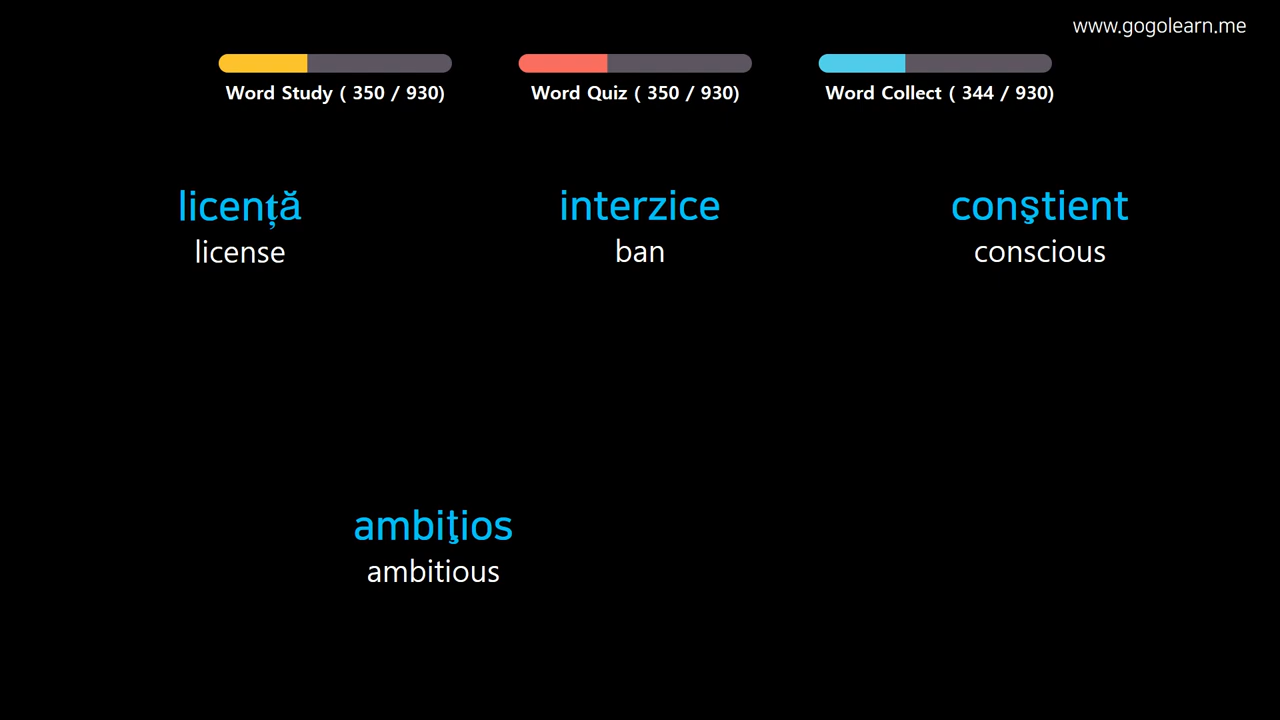 www.gogolearn.me
Word Study ( 350 / 930)
Word Quiz ( 350 / 930)
Word Collect ( 344 / 930)
licență
license
interzice
ban
conştient
conscious
ambiţios
ambitious